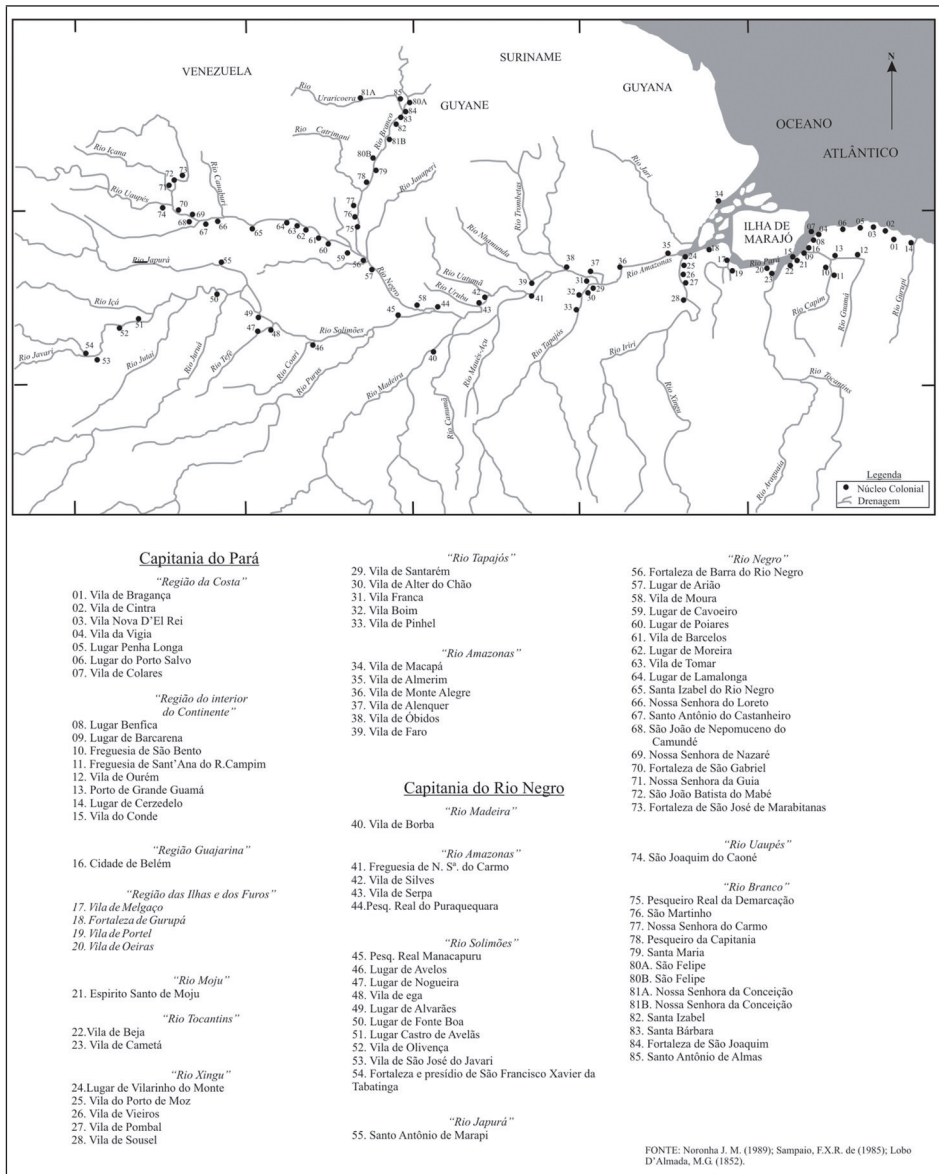 VENEZUELA
SURINAME
GUYANE
GUYANA
OCEANO
ATLÂNTICO
N
ILHA DE
MARAJÓ
Rio Uraricoera
Rio Catrimani
Rio Branco
Rio Jauaperi
Rio Içana
Rio Uaupés
Rio Cauaburi
Rio Negro
Rio Japurá
Rio Içá
Rio Javari
Rio Jutaí
Rio Juruá
Rio Tefé
Rio Coari
Rio Purus
Rio Solimões
Rio Madeira
Rio Canumã
Rio Maués-Açu
Rio Uatumã
Rio Urubu
Rio Nhamunda
Rio Trombetas
Rio Tapajós
Rio Amazonas
Rio Jari
Rio Iriri
Rio Xingu
Rio Pará
Rio Capim
Rio Guamá
Rio Gurupi
Rio Tocantins
Rio Araguaia
Legenda
Núcleo Colonial
Drenagem
Capitania do Pará
“Região da Costa”
01. Vila de Bragança
02. Vila de Cintra
03. Vila Nova D'El Rei
04. Vila da Vigia
05. Lugar Penha Longa
06. Lugar do Porto Salvo
07. Vila de Colares
“Região do interior
do Continente”
08. Lugar Benfica
09. Lugar de Barcarena
10. Freguesia de São Bento
11. Freguesia de Sant'Ana do R.Campim
12. Vila de Ourém
13. Porto de Grande Guamá
14. Lugar de Cerzedelo
15. Vila do Conde
“Região Guajarina”
16. Cidade de Belém
“Região das Ilhas e dos Furos”
17. Vila de Melgaço
18. Fortaleza de Gurupá
19. Vila de Portel
20. Vila de Oeiras
“Rio Moju”
21. Espirito Santo de Moju
“Rio Tocantins”
22.Vila de Beja
23. Vila de Cametá
“Rio Xingu”
24.Lugar de Vilarinho do Monte
25. Vila do Porto de Moz
26. Vila de Vieiros
27. Vila de Pombal
28. Vila de Sousel
“Rio Tapajós”
29. Vila de Santarém
30. Vila de Alter do Chão
31. Vila Franca
32. Vila Boim
33. Vila de Pinhel
“Rio Amazonas”
34. Vila de Macapá
35. Vila de Almerim
36. Vila de Monte Alegre
37. Vila de Alenquer
38. Vila de Óbidos
39. Vila de Faro
Capitania do Rio Negro
“Rio Madeira”
40. Vila de Borba
“Rio Amazonas”
41. Freguesia de N. Sª. do Carmo
42. Vila de Silves
43. Vila de Serpa
44.Pesq. Real do Puraquequara
“Rio Solimões”
45. Pesq. Real Manacapuru
46. Lugar de Avelos
47. Lugar de Nogueira
48. Vila de ega
49. Lugar de Alvarães
50. Lugar de Fonte Boa
51. Lugar Castro de Avelãs
52. Vila de Olivença
53. Vila de São José do Javari
54. Fortaleza e presídio de São Francisco Xavier da
Tabatinga
“Rio Japurá”
55. Santo Antônio de Marapi
“Rio Negro”
56. Fortaleza de Barra do Rio Negro
57. Lugar de Arião
58. Vila de Moura
59. Lugar de Cavoeiro
60. Lugar de Poiares
61. Vila de Barcelos
62. Lugar de Moreira
63. Vila de Tomar
64. Lugar de Lamalonga
65. Santa Izabel do Rio Negro
66. Nossa Senhora do Loreto
67. Santo Antônio do Castanheiro
68. São João de Nepomuceno do
Camundé
69. Nossa Senhora de Nazaré
70. Fortaleza de São Gabriel
71. Nossa Senhora da Guia
72. São João Batista do Mabé
73. Fortaleza de São José de Marabitanas
“Rio Uaupés”
74. São Joaquim do Caoné
“Rio Branco”
75. Pesqueiro Real da Demarcação
76. São Martinho
77. Nossa Senhora do Carmo
78. Pesqueiro da Capitania
79. Santa Maria
80A. São Felipe
80B. São Felipe
81A. Nossa Senhora da Conceição
81B. Nossa Senhora da Conceição
82. Santa Izabel
83. Santa Bárbara
84. Fortaleza de São Joaquim
85. Santo Antônio de Almas
FONTE: Noronha J. M. (1989); Sampaio, F.X.R. de (1985); Lobo
D'Almada, M.G. (1852).